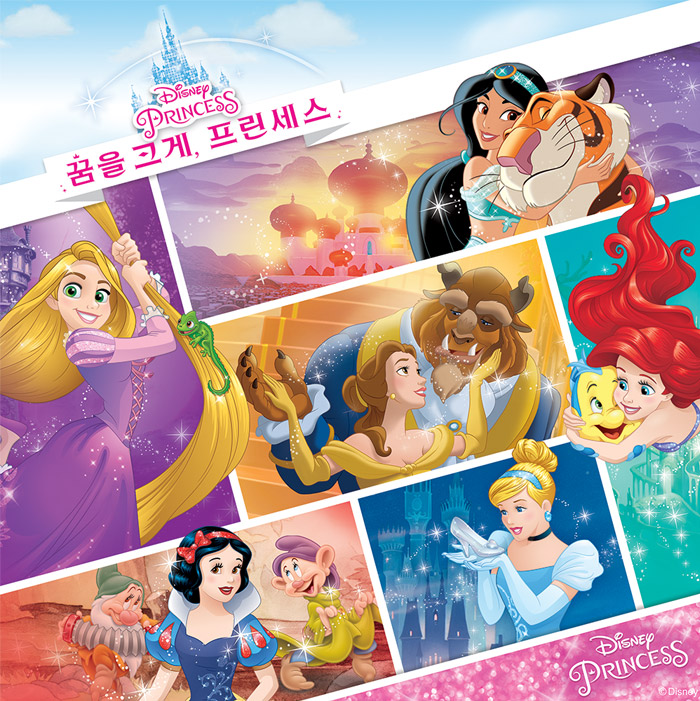 Disney
PRINCESS
꿈을 크게, 프린세스
Disney
PRINCESS
©Disney